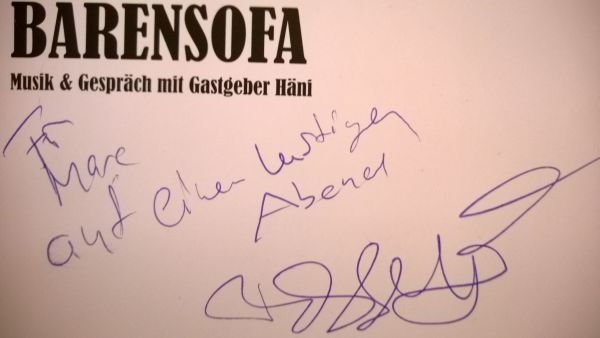 BARENSOFA
Musik & Gespräch mit Gastgeber Häni
Für
Marc
auf einen lustigen
Abend